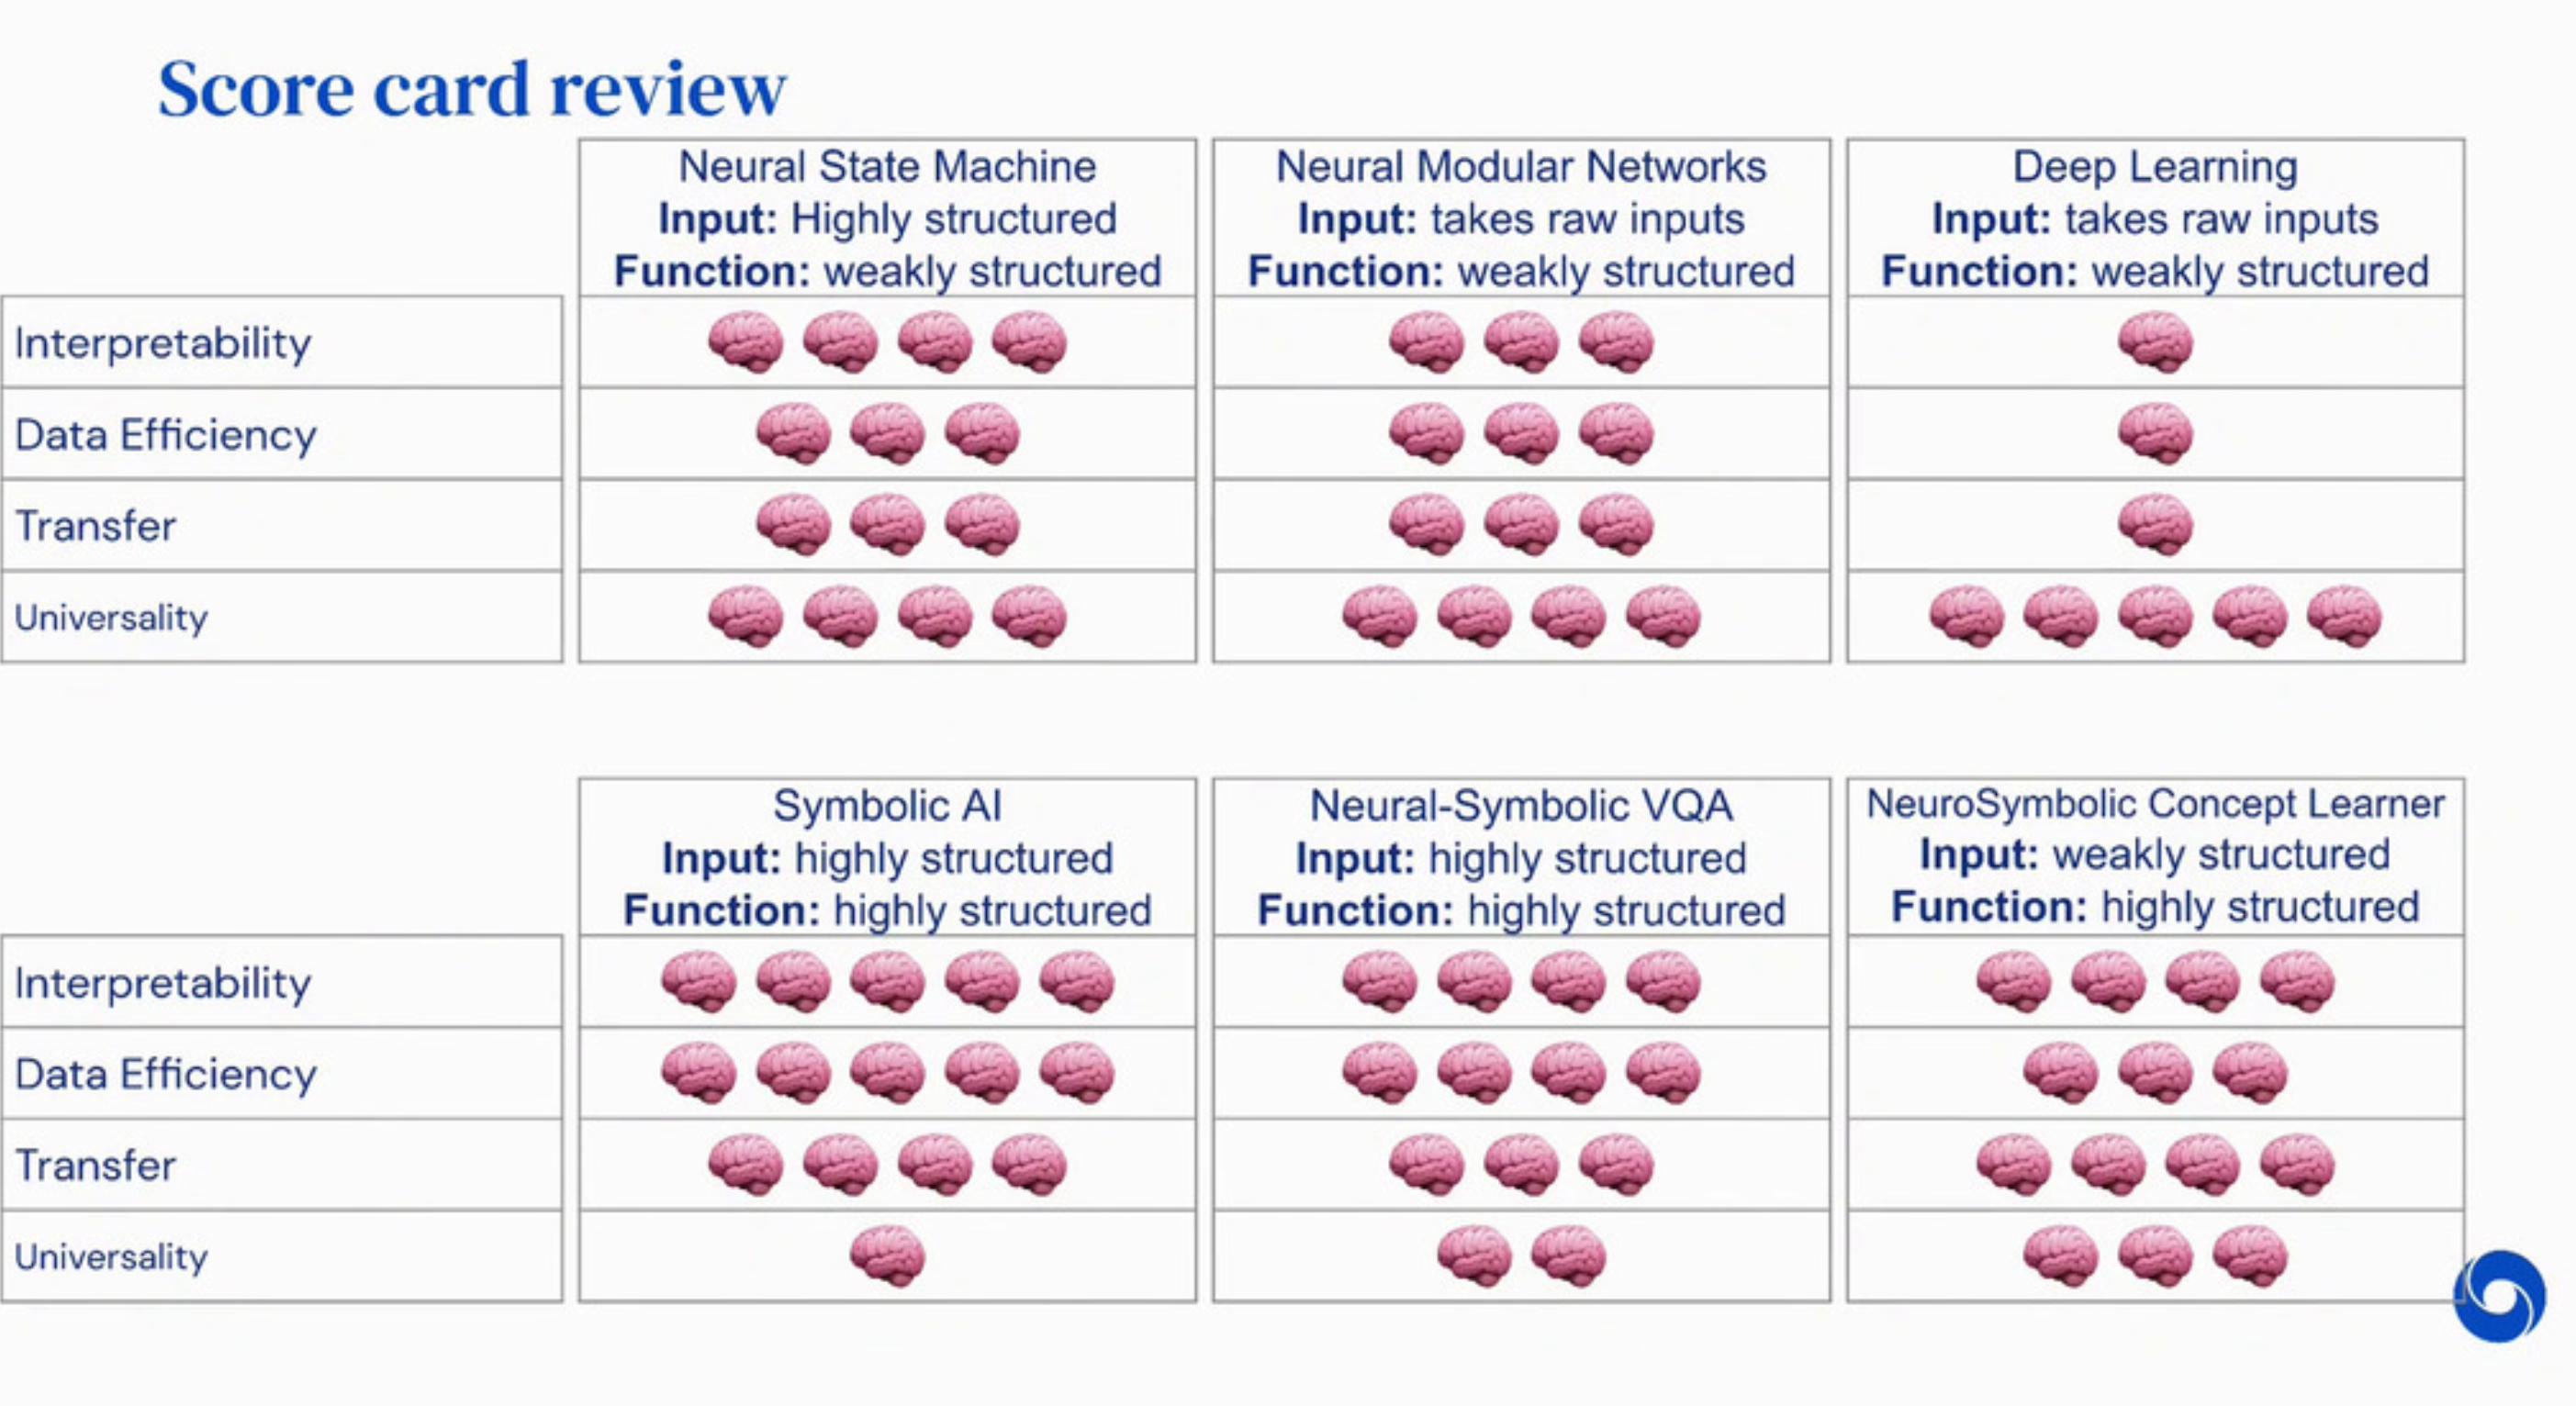 Score card review
Neural State Machine
Input: Highly structured
Function: weakly structured
Neural Modular Networks
Input: takes raw inputs
Function: weakly structured
Deep Learning
Input: takes raw inputs
Function: weakly structured
Interpretability
Data Efficiency
Transfer
Universality
Symbolic AI
Input: highly structured
Function: highly structured
Neural-Symbolic VQA
Input: highly structured
Function: highly structured
NeuroSymbolic Concept Learner
Input: weakly structured
Function: highly structured
Interpretability
Data Efficiency
Transfer
Universality